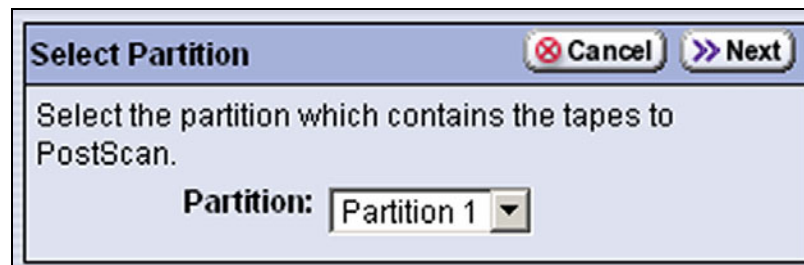 Select Partition Cancel Next
Select the partition which contains the tapes to
PostScan.
Partition: Partition 1